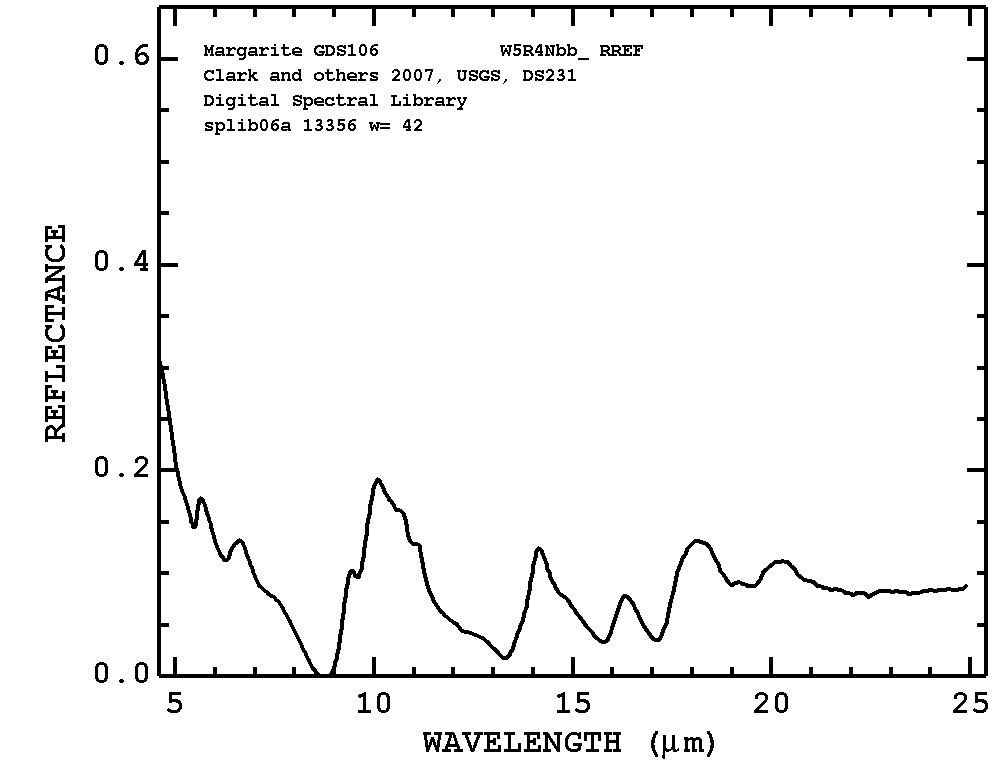 Margarite GDS106 W5R4Nbb_ RREF
Clark and others 2007, USGS, DS231
Digital Spectral Library
splib06a 13356 w= 42
0.6
0.4
0.2
0.0
REFLECTANCE
5 10 15 20 25
WAVELENGTH (μm)